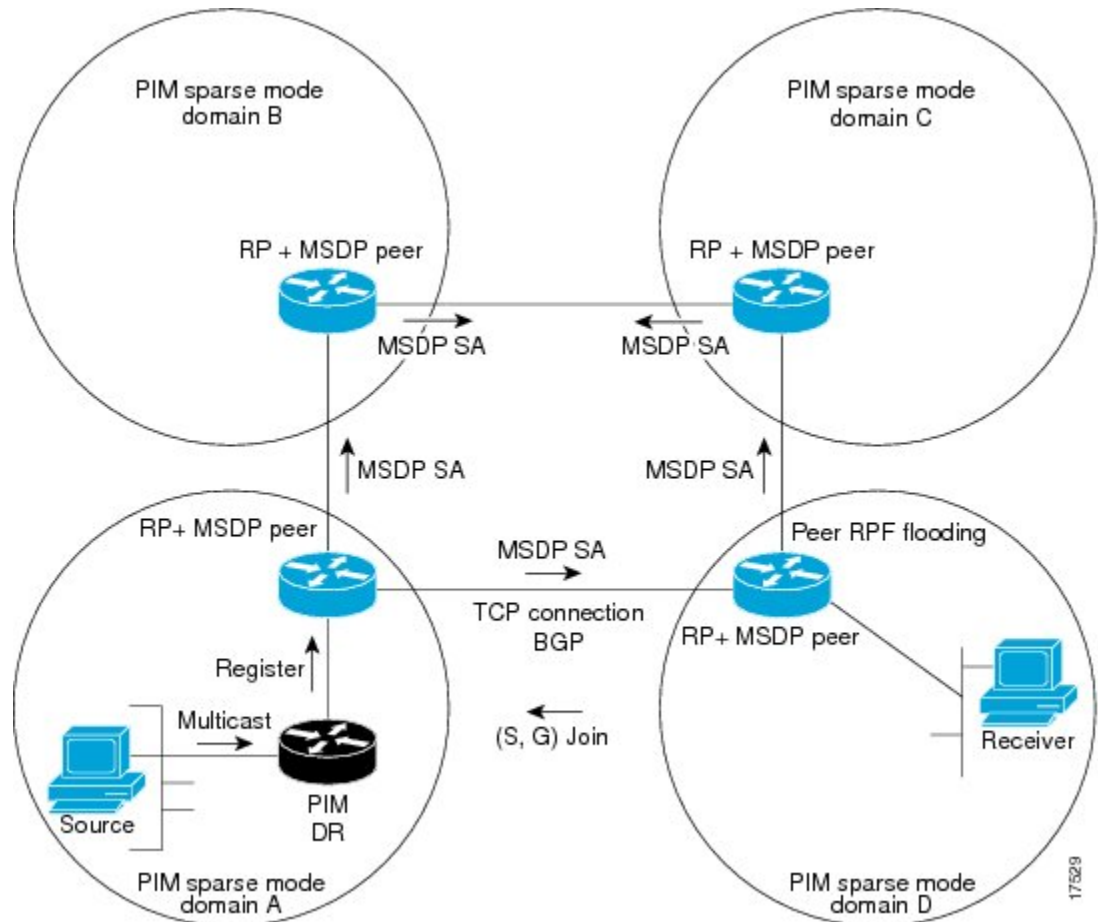 PIM sparse mode
domain B
PIM sparse mode
domain C
RP + MSDP peer
RP + MSDP peer
MSDP SA
MSDP SA
MSDP SA
MSDP SA
RP+ MSDP peer
Peer RPF flooding
MSDP SA
TCP connection
BGP
RP+ MSDP peer
Register
Multicast
(S, G) Join
Receiver
Source
PIM
DR
PIM sparse mode
domain A
PIM sparse mode
domain D
17529